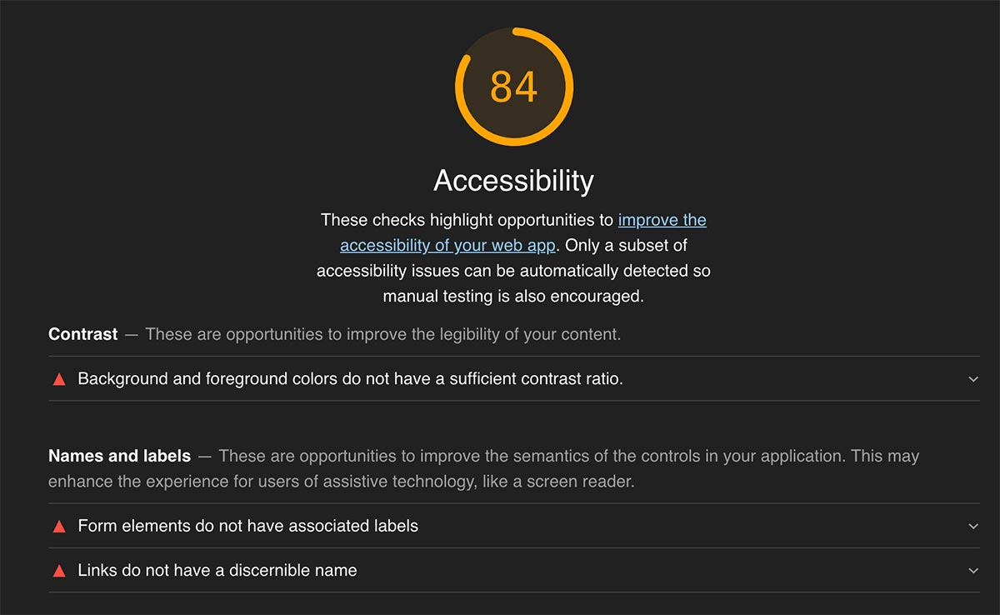 84
Accessibility
These checks highlight opportunities to improve the
accessibility of your web app. Only a subset of
accessibility issues can be automatically detected so
manual testing is also encouraged.
Contrast — These are opportunities to improve the legibility of your content.
Background and foreground colors do not have a sufficient contrast ratio.
Names and labels — These are opportunities to improve the semantics of the controls in your application. This may
enhance the experience for users of assistive technology, like a screen reader.
Form elements do not have associated labels
Links do not have a discernible name